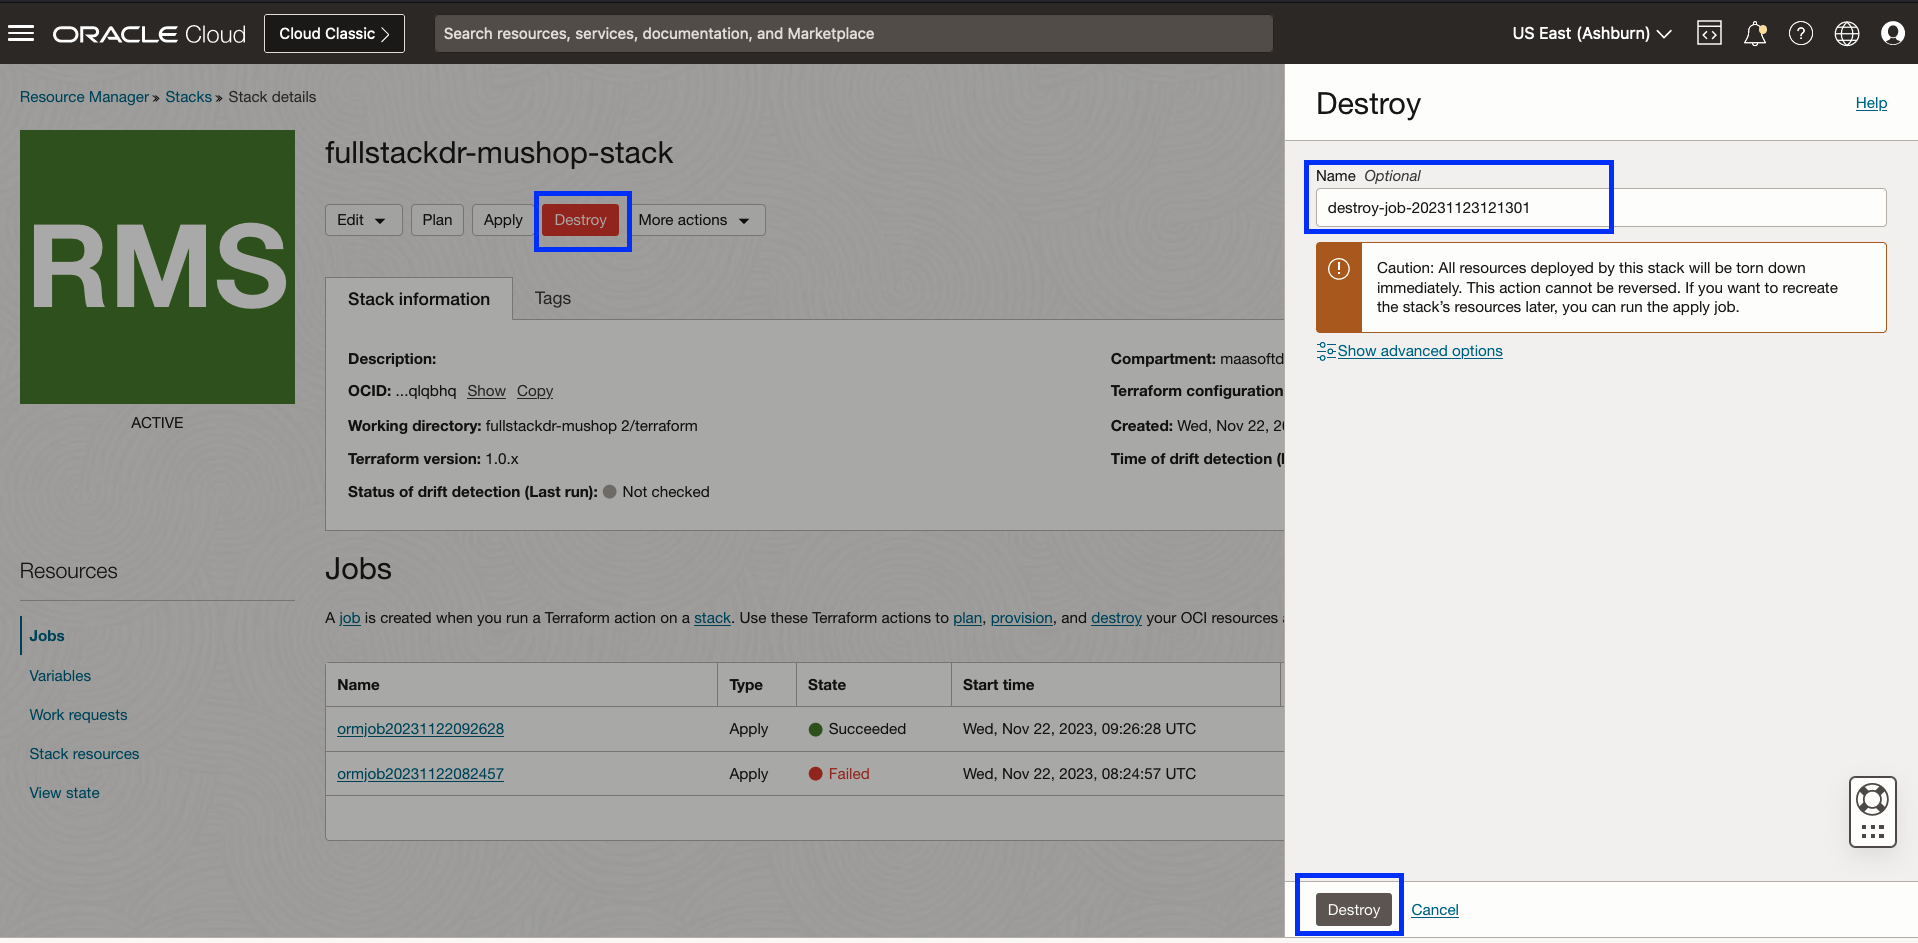 ORACLE Cloud
Cloud Classic
Search resources, services, documentation, and Marketplace
US East (Ashburn)
Resource Manager » Stacks » Stack details
RMS
ACTIVE
fullstackdr-mushop-stack
Edit
Plan
Apply
Destroy
More actions
Stack information
Tags
Description:
OCID: ...qlqbhq Show Copy
Working directory: fullstackdr-mushop 2/terraform
Terraform version: 1.0.x
Status of drift detection (Last run): Not checked
Compartment: maasoftd
Terraform configuration
Created: Wed, Nov 22, 2
Time of drift detection (
Resources
Jobs
Variables
Work requests
Stack resources
View state
Jobs
A job is created when you run a Terraform action on a stack. Use these Terraform actions to plan, provision, and destroy your OCI resources
Name Type State Start time
ormjob20231122092628 Apply Succeeded Wed, Nov 22, 2023, 09:26:28 UTC
ormjob20231122082457 Apply Failed Wed, Nov 22, 2023, 08:24:57 UTC
Destroy
Help
Name Optional
destroy-job-20231123121301
Caution: All resources deployed by this stack will be torn down
immediately. This action cannot be reversed. If you want to recreate
the stack’s resources later, you can run the apply job.
Show advanced options
Destroy
Cancel